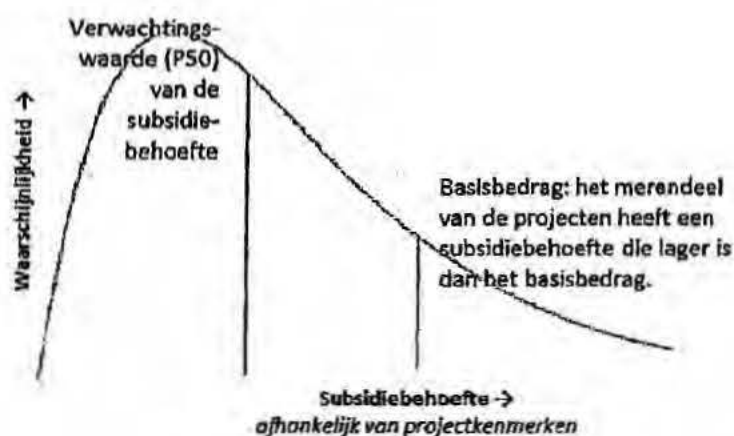 Verwachtings-
waarde (P50)
van de
subsidie-
behoefte
Waarschijnlijkheid →
Basisbedrag: het merendeel
van de projecten heeft een
subsidiebehoefte die lager is
dan het basisbedrag.
Subsidiebehoefte →
afhankelijk van projectkenmerken